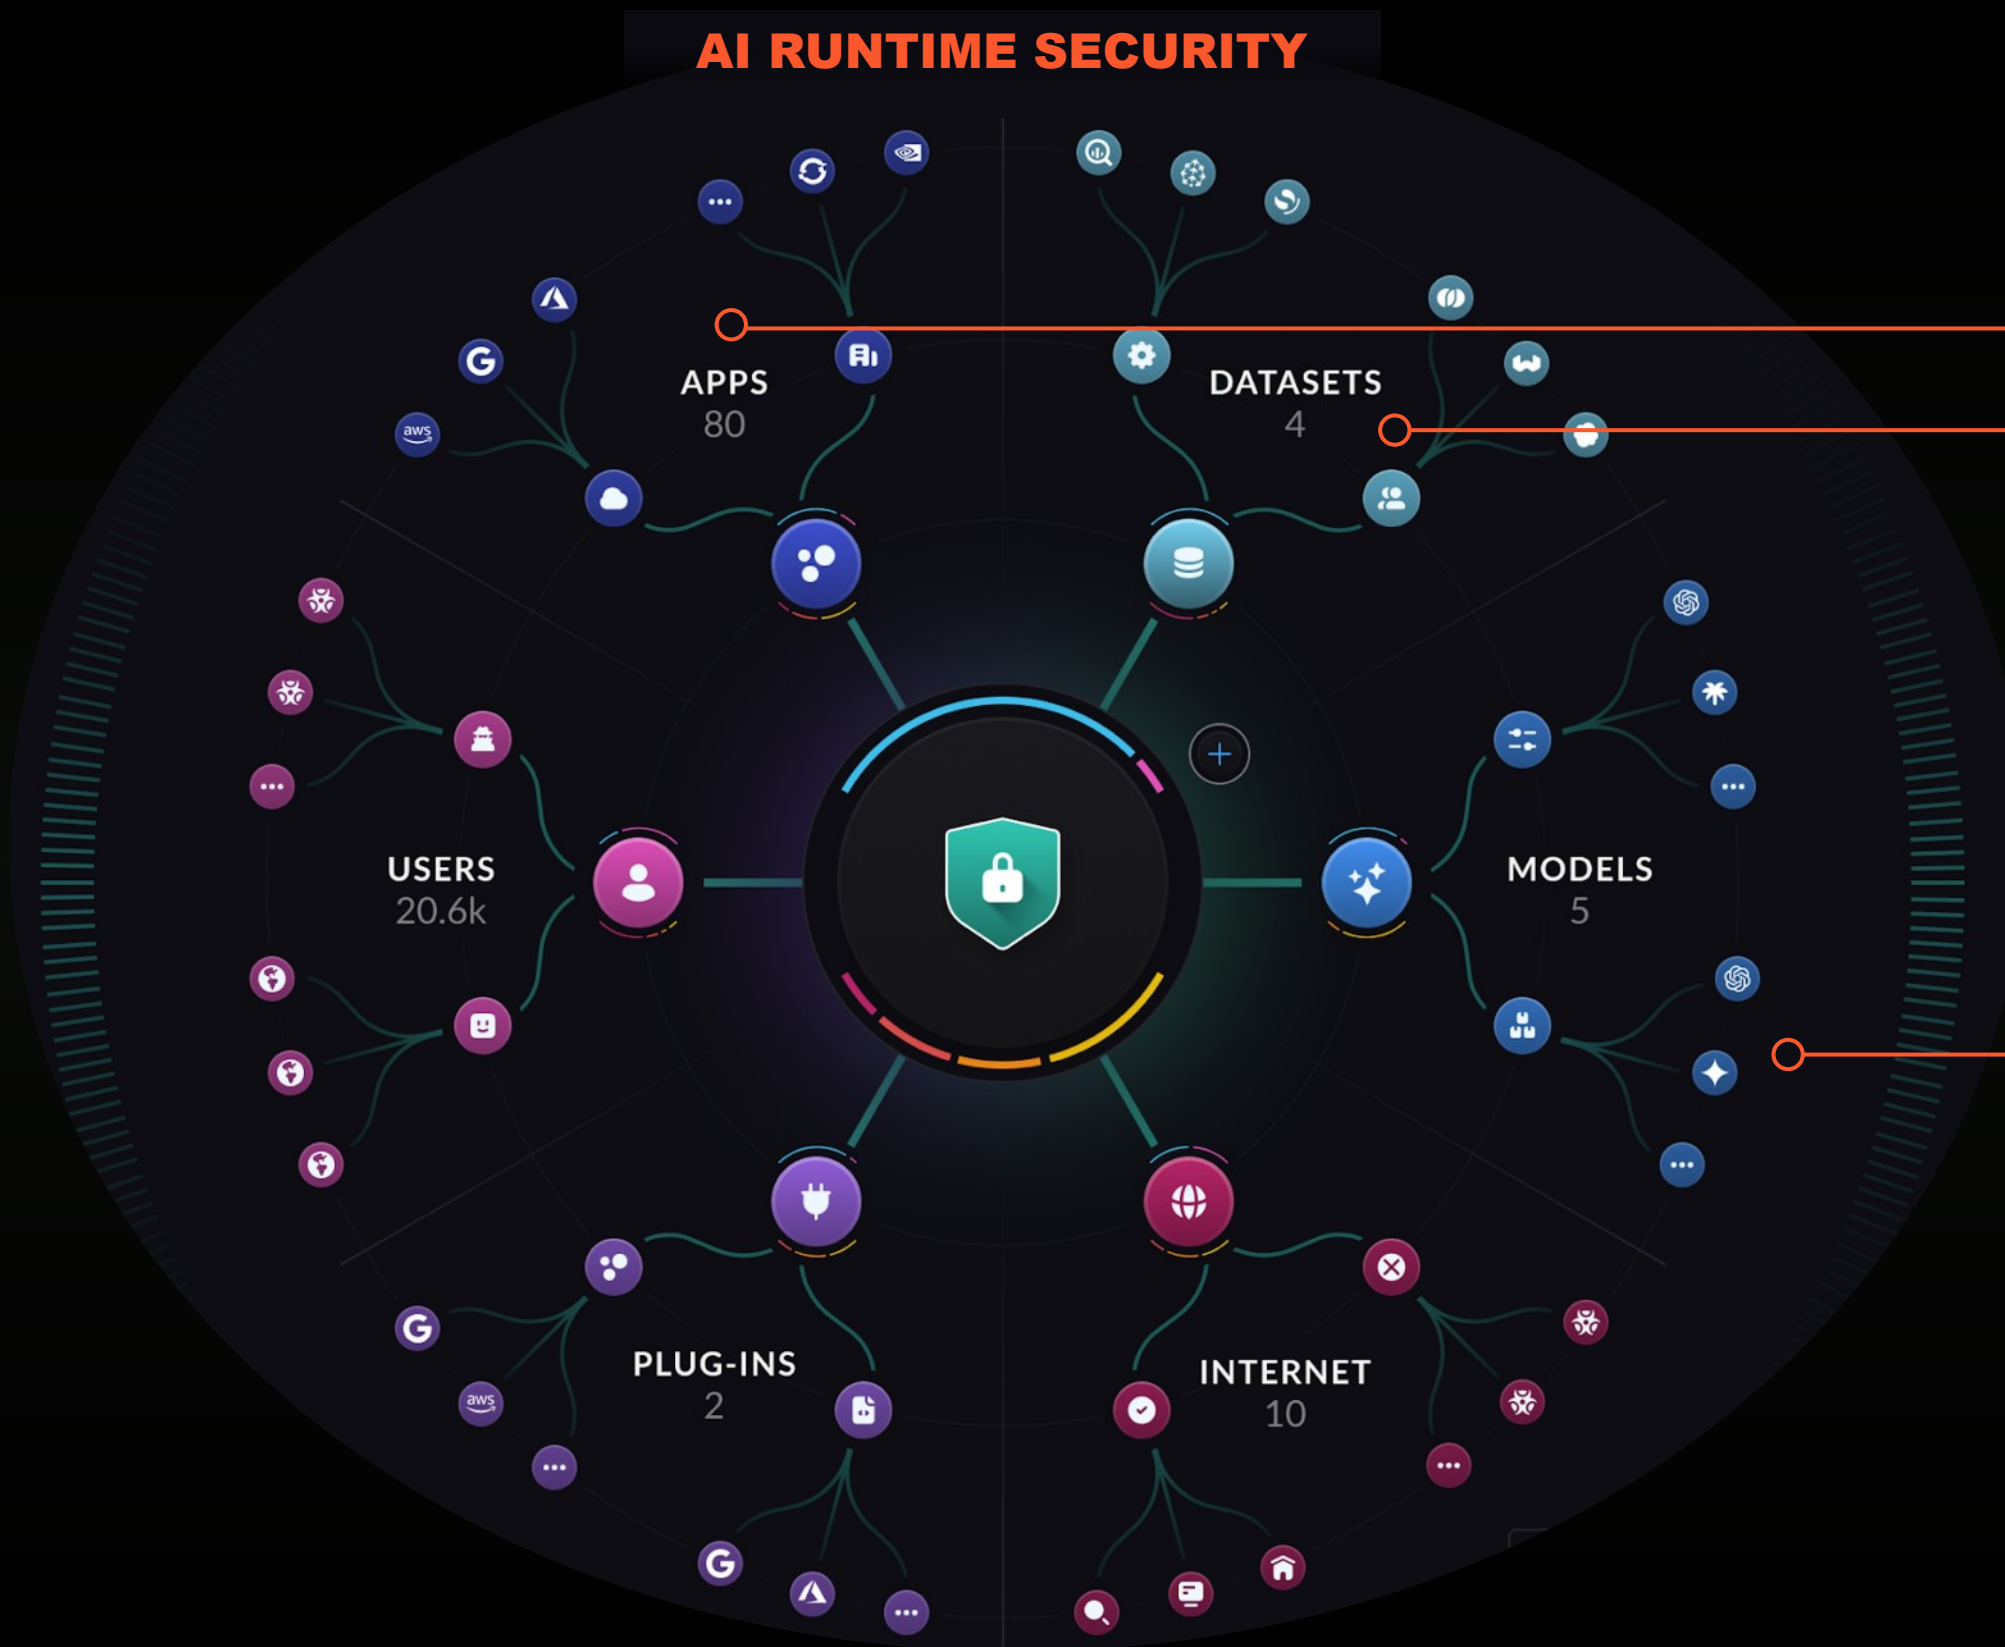 AI RUNTIME SECURITY
APPS
80
DATASETS
4
aws
USERS
20.6k
MODELS
5
PLUG-INS
2
INTERNET
10
aws